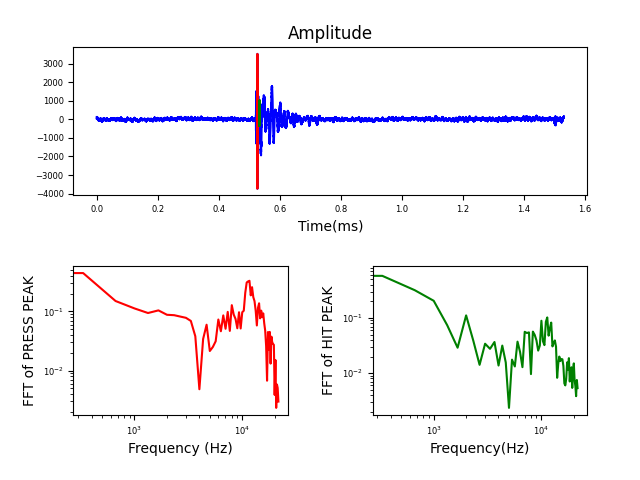 Amplitude
3000
2000
1000
0
−1000
−2000
−3000
−4000
0.0 0.2 0.4 0.6 0.8 1.0 1.2 1.4 1.6
Time(ms)
FFT of PRESS PEAK
10⁻¹
10⁻²
10³ 10⁴
Frequency (Hz)
FFT of HIT PEAK
10⁻¹
10⁻²
10³ 10⁴
Frequency(Hz)